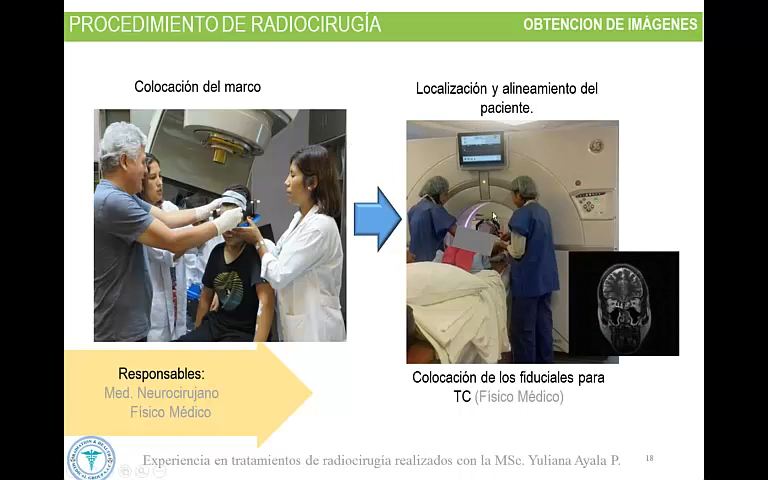 PROCEDIMIENTO DE RADIOCIRUGÍA
OBTENCION DE IMÁGENES
Colocación del marco
Localización y alineamiento del
paciente.
Responsables:
Med. Neurocirujano
Físico Médico
Colocación de los fiduciales para
TC (Físico Médico)
Experiencia en tratamientos de radiocirugía realizados con la MSc. Yuliana Ayala P.
18